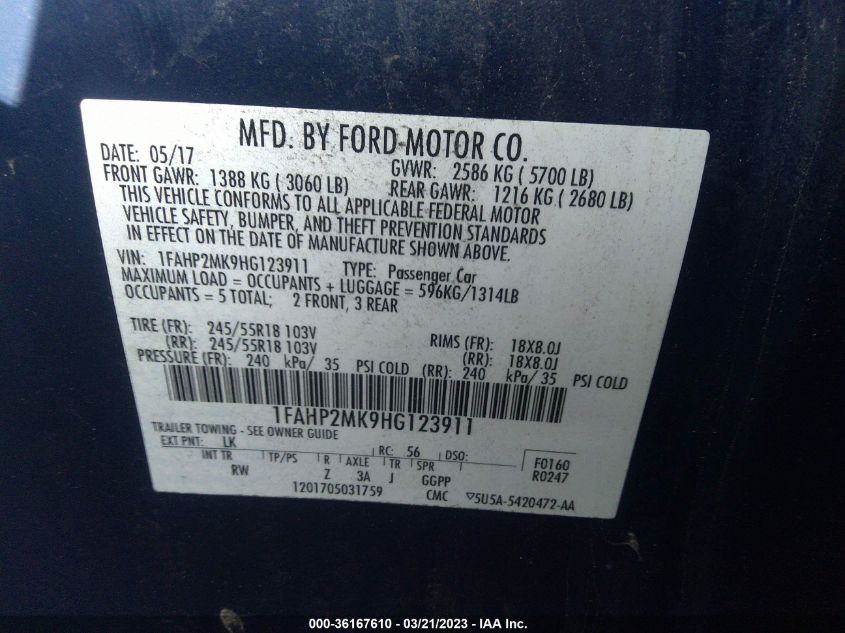 MFD. BY FORD MOTOR CO.
DATE: 05/17 GVWR: 2586 KG ( 5700 LB)
FRONT GAWR: 1388 KG ( 3060 LB) REAR GAWR: 1216 KG ( 2680 LB)
THIS VEHICLE CONFORMS TO ALL APPLICABLE FEDERAL MOTOR
VEHICLE SAFETY, BUMPER, AND THEFT PREVENTION STANDARDS
IN EFFECT ON THE DATE OF MANUFACTURE SHOWN ABOVE.
VIN: 1FAHP2MK9HG123911 TYPE: Passenger Car
MAXIMUM LOAD = OCCUPANTS + LUGGAGE = 596KG/1314LB
OCCUPANTS = 5 TOTAL; 2 FRONT, 3 REAR
TIRE (FR): 245/55R18 103V RIMS (FR): 18X8.0J
(RR): 245/55R18 103V (RR): 18X8.0J
PRESSURE (FR): 240 kPa/ 35 PSI COLD (RR): 240 kPa/ 35 PSI COLD
1FAHP2MK9HG123911
TRAILER TOWING - SEE OWNER GUIDE
EXT PNT: LK RC: 56 DSO: F0160
INT TR TP/PS R AXLE TR SPR R0247
RW Z 3A J GGPP
1201705031759 CMC ▽5U5A-5420472-AA
000-36167610 - 03/21/2023 - IAA Inc.